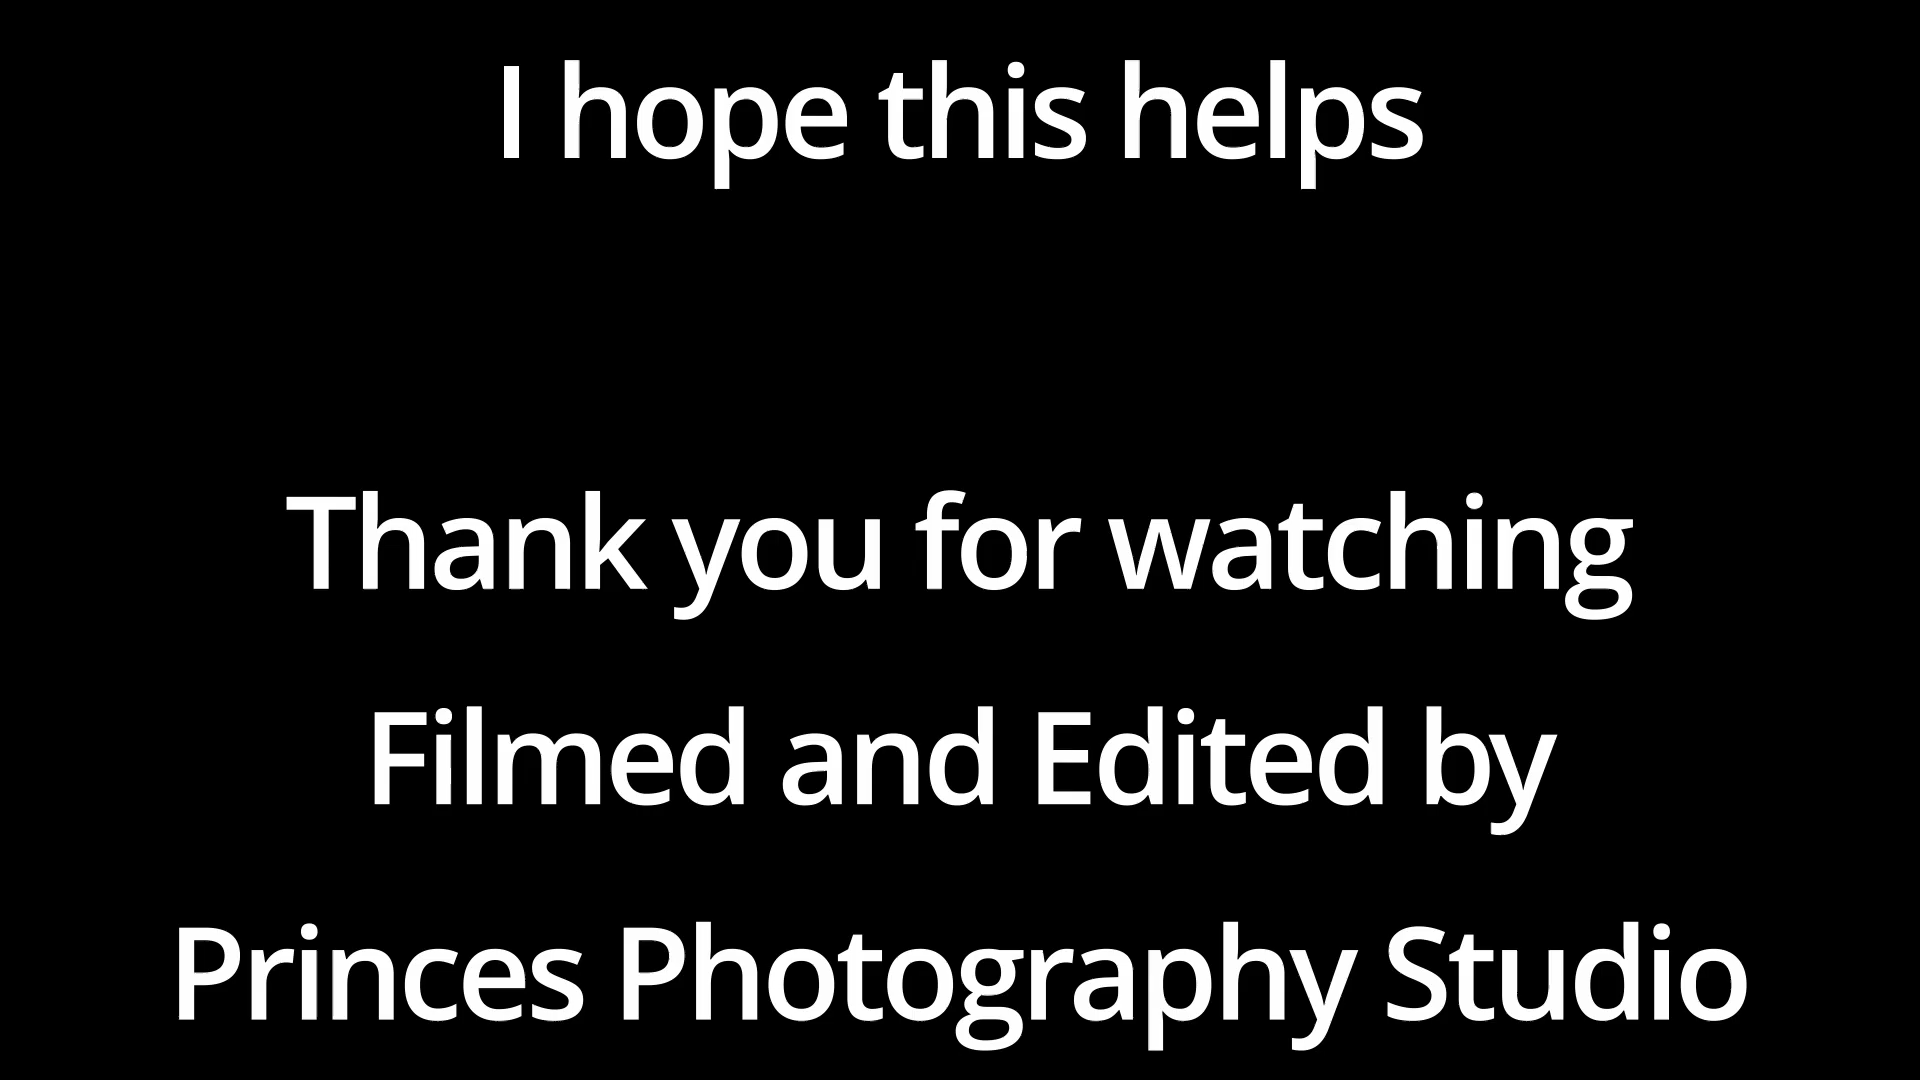 I hope this helps
Thank you for watching
Filmed and Edited by
Princes Photography Studio